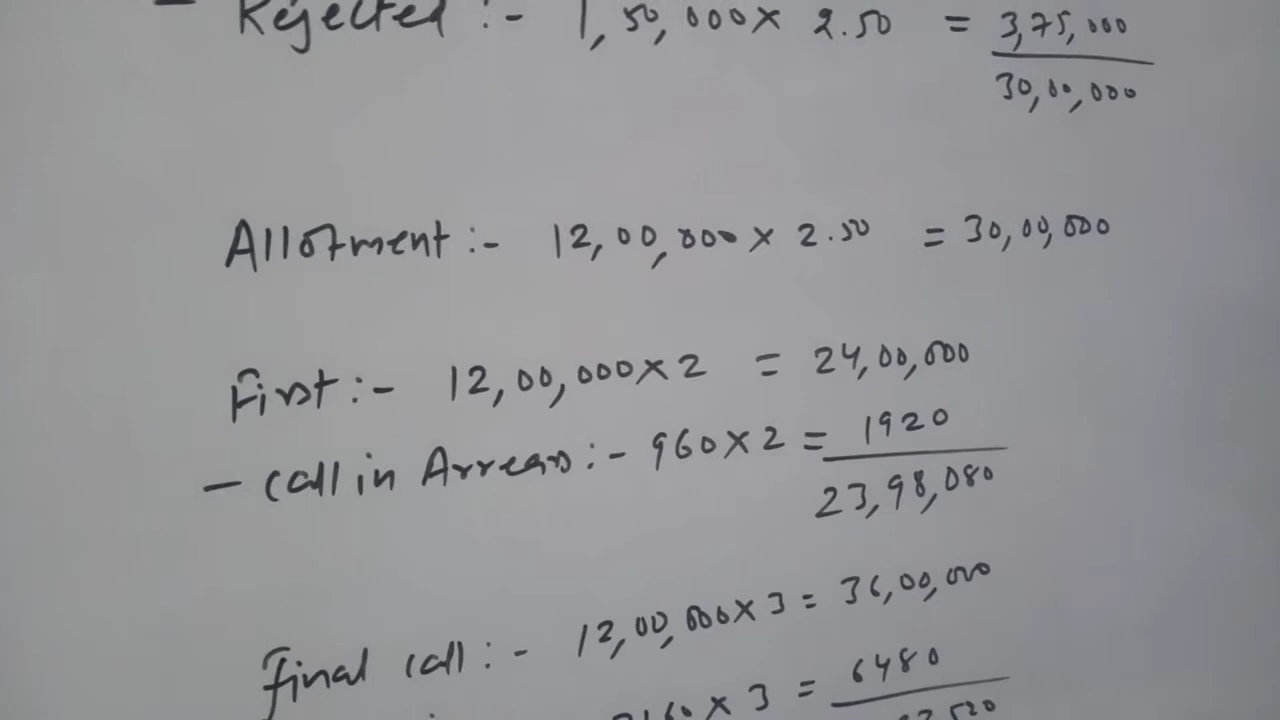 - Rejected :- 1,50,000 x 2.50 = 3,75,000
30,00,000
Allotment :- 12,00,000 x 2.50 = 30,00,000
First :- 12,00,000 x 2 = 24,00,000
- Call in Arrears :- 960 x 2 = 1920
23,98,080
Final call :- 12,00,000 x 3 = 36,00,000
2160 x 3 = 6480